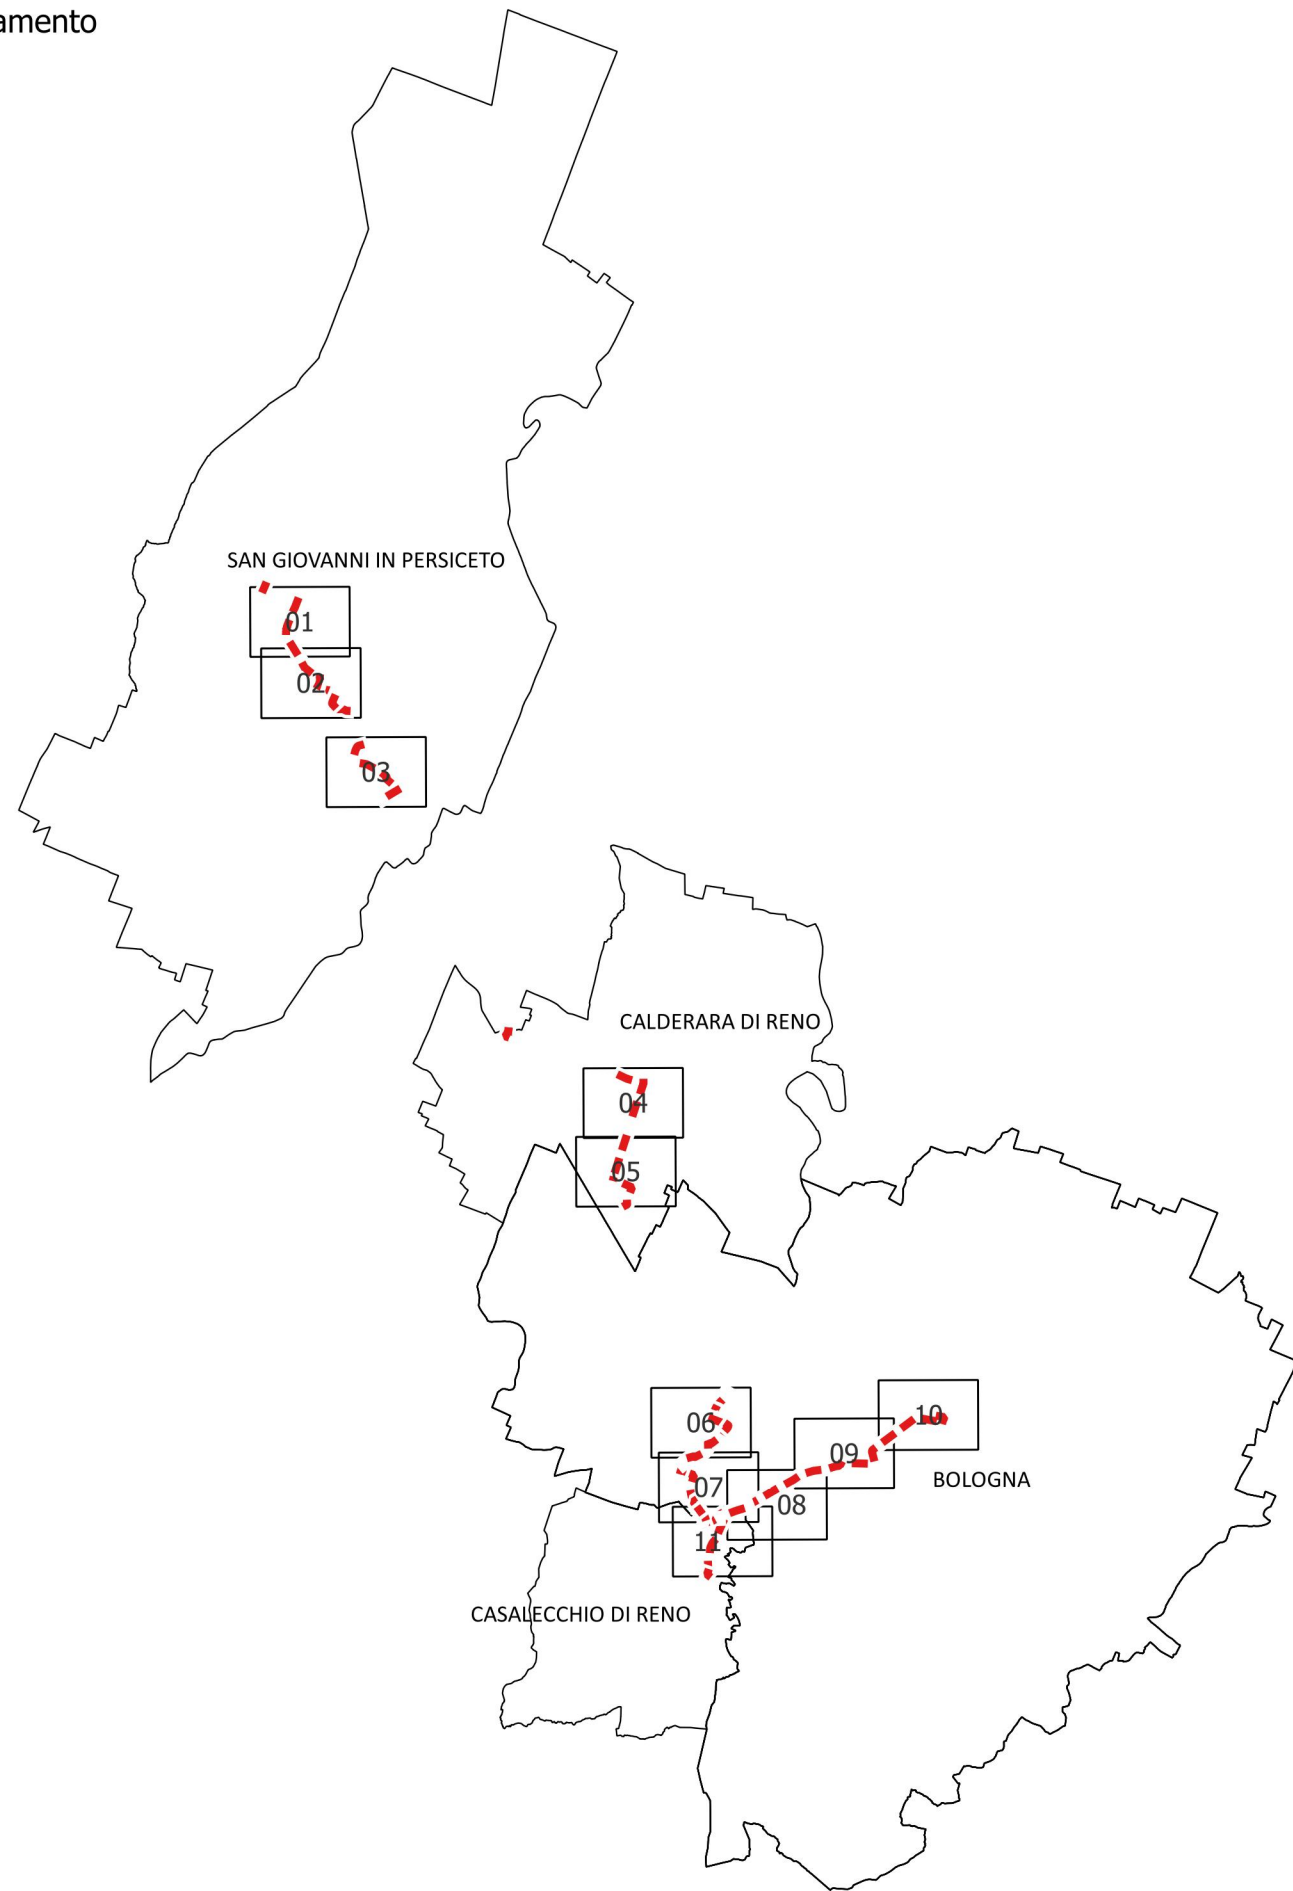 amento
SAN GIOVANNI IN PERSICETO
01
02
03
CALDERARA DI RENO
04
05
06
10
09
BOLOGNA
07
08
11
CASALECCHIO DI RENO